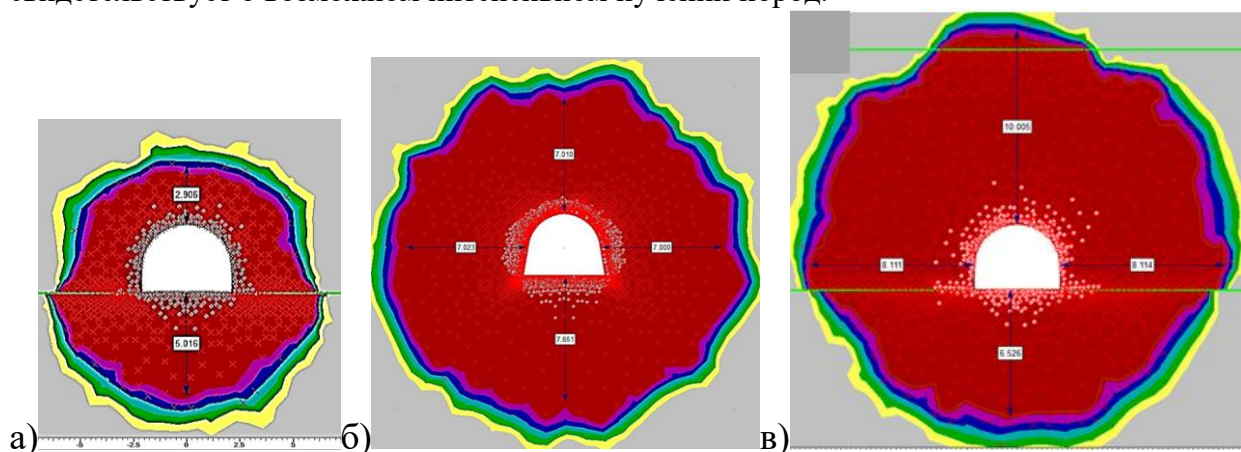 свидетельствует о возможном интенсивном пучении пород.
2.906
5.016
-5 -2.5 0 2.5 5
а)
7.010
7.023 7.000
7.651
б)
10.005
8.111 8.114
6.526
в)